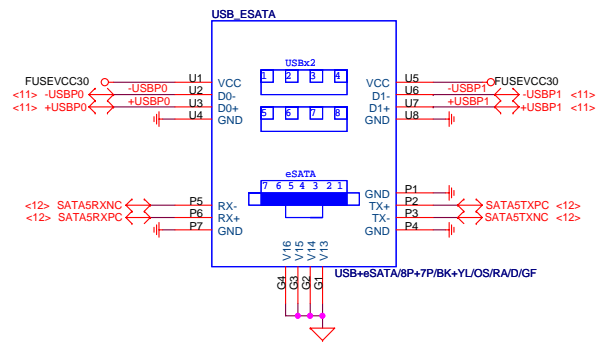 USB_ESATA
USBx2
1 2 3 4
5 6 7 8
FUSEVCC30 U1 VCC
<11> -USBP0 -USBP0 U2 D0-
<11> +USBP0 +USBP0 U3 D0+
U4 GND
VCC U5 FUSEVCC30
D1- U6 -USBP1 -USBP1 <11>
D1+ U7 +USBP1 +USBP1 <11>
GND U8
eSATA
7 6 5 4 3 2 1
<12> SATA5RXNC P5 RX-
<12> SATA5RXPC P6 RX+
P7 GND
GND P1
TX+ P2 SATA5TXPC <12>
TX- P3 SATA5TXNC <12>
GND P4
V16 V15 V14 V13
G4 G3 G2 G1
USB+eSATA/8P+7P/BK+YL/OS/RA/D/GF